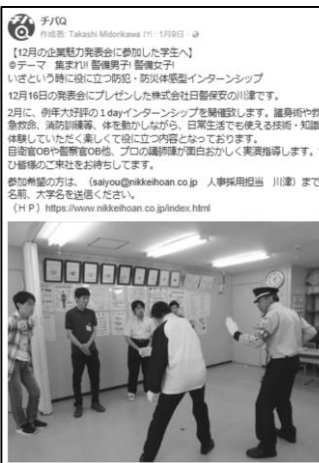 チバQ
作成者: Takashi Midorikawa [?]・1月9日・
【12月の企業魅力発表会に参加した学生へ】
◎テーマ 集まれ!! 警備男子! 警備女子!
いざという時に役に立つ防犯・防災体感型インターンシップ
12月16日の発表会にプレゼンした株式会社日警保安の川津です。
2月に、例年大好評の1dayインターンシップを開催致します。護身術や救
急救命、消防訓練等、体を動かしながら、日常生活でも使える技術・知識
体験していただく楽しくて役に立つ内容となっております。
自衛官OBや警察官OB他、プロの講師陣が面白おかしく実演指導します。
ひ皆様のご来社をお待ちしてます。
参加希望の方は、（saiyou@nikkeihoan.co.jp 人事採用担当 川津）まで
名前、大学名を送信ください。
（HP）https://www.nikkeihoan.co.jp/index.html